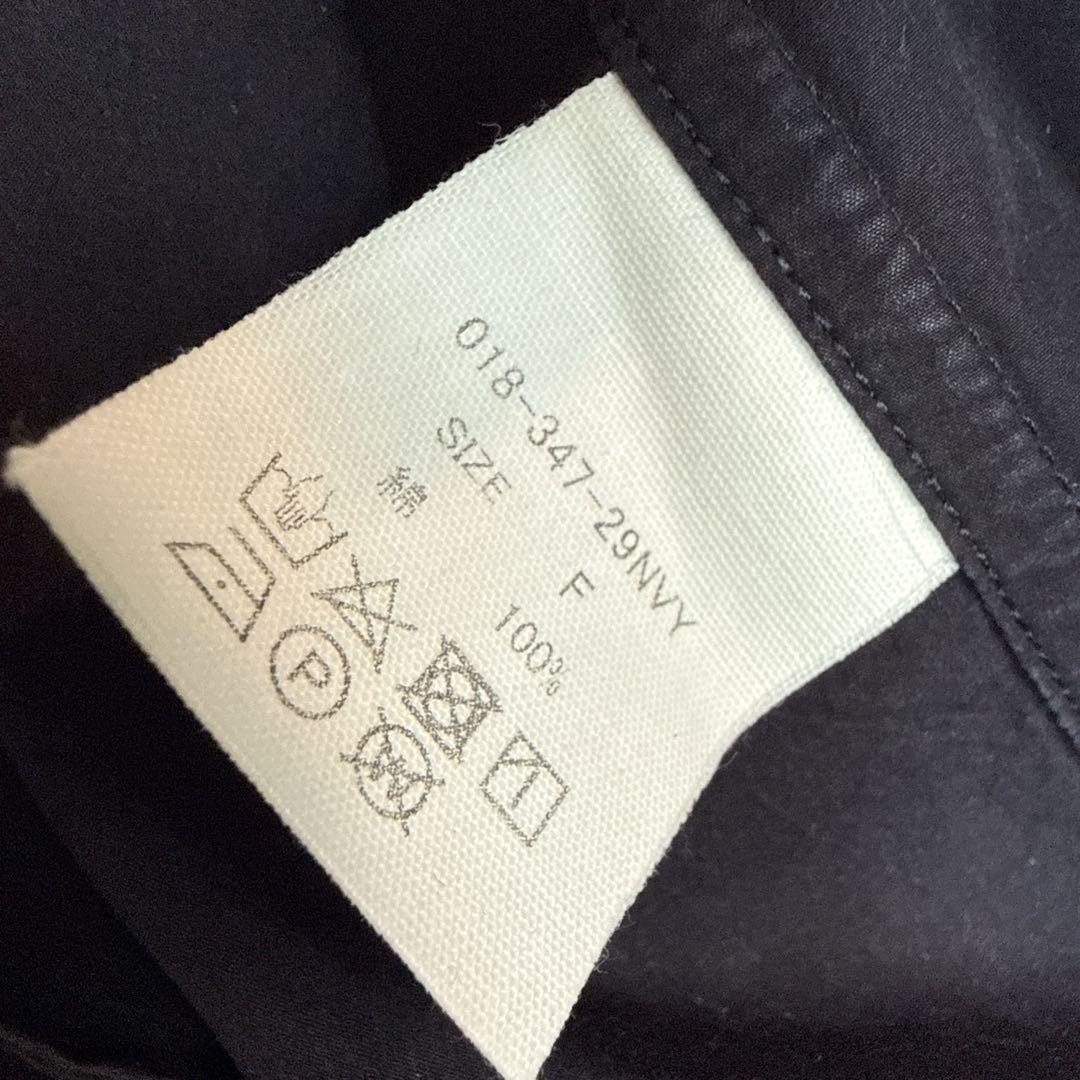 018-347-29NVY
SIZE F
綿 100%
P
W